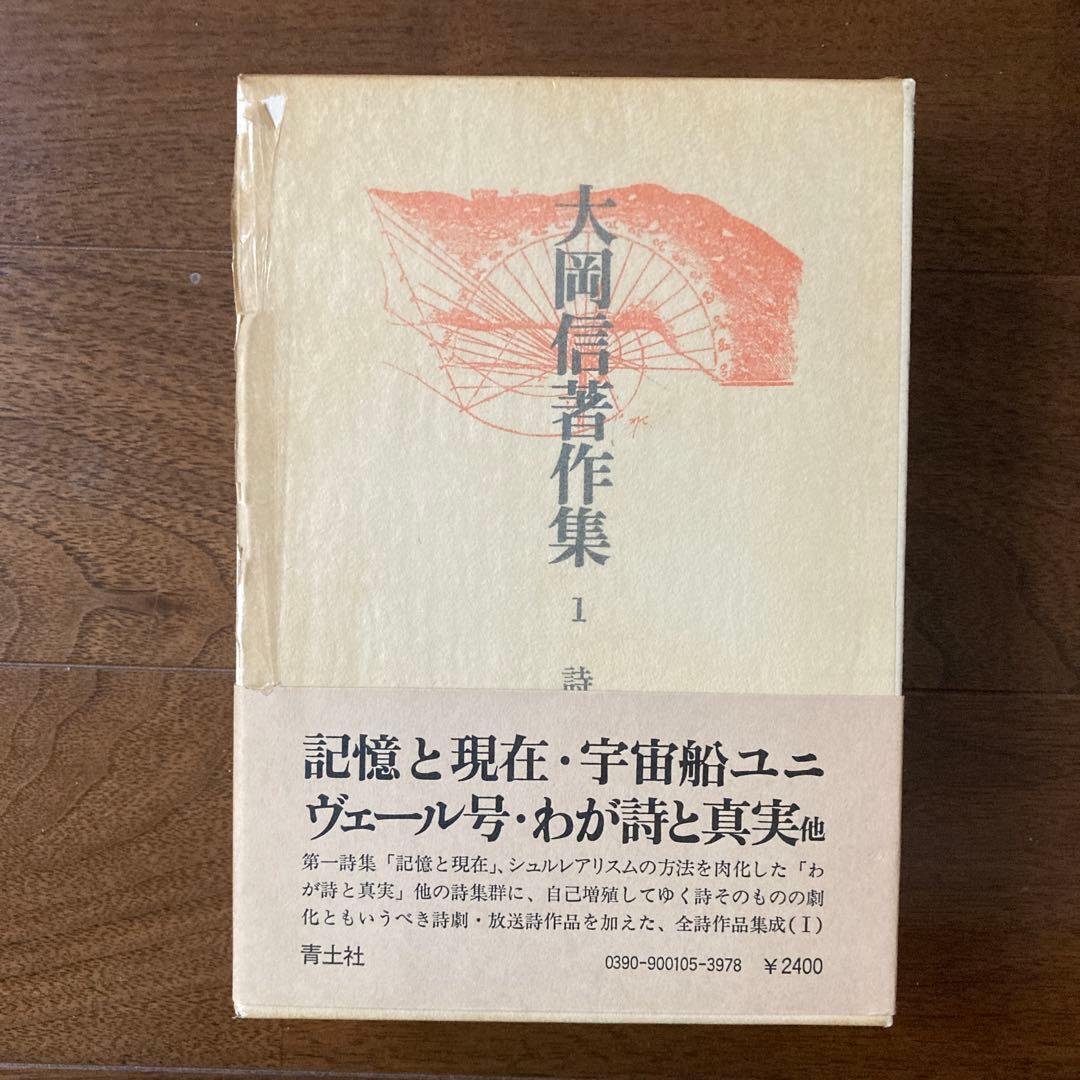 大岡信著作集
1
詩
記憶と現在・宇宙船ユニ
ヴェール号・わが詩と真実他
第一詩集「記憶と現在」、シュルレアリスムの方法を肉化した「わ
が詩と真実」他の詩集群に、自己増殖してゆく詩そのものの劇
化ともいうべき詩劇・放送詩作品を加えた、全詩作品集成(Ⅰ)
青土社
0390-900105-3978 ￥2400